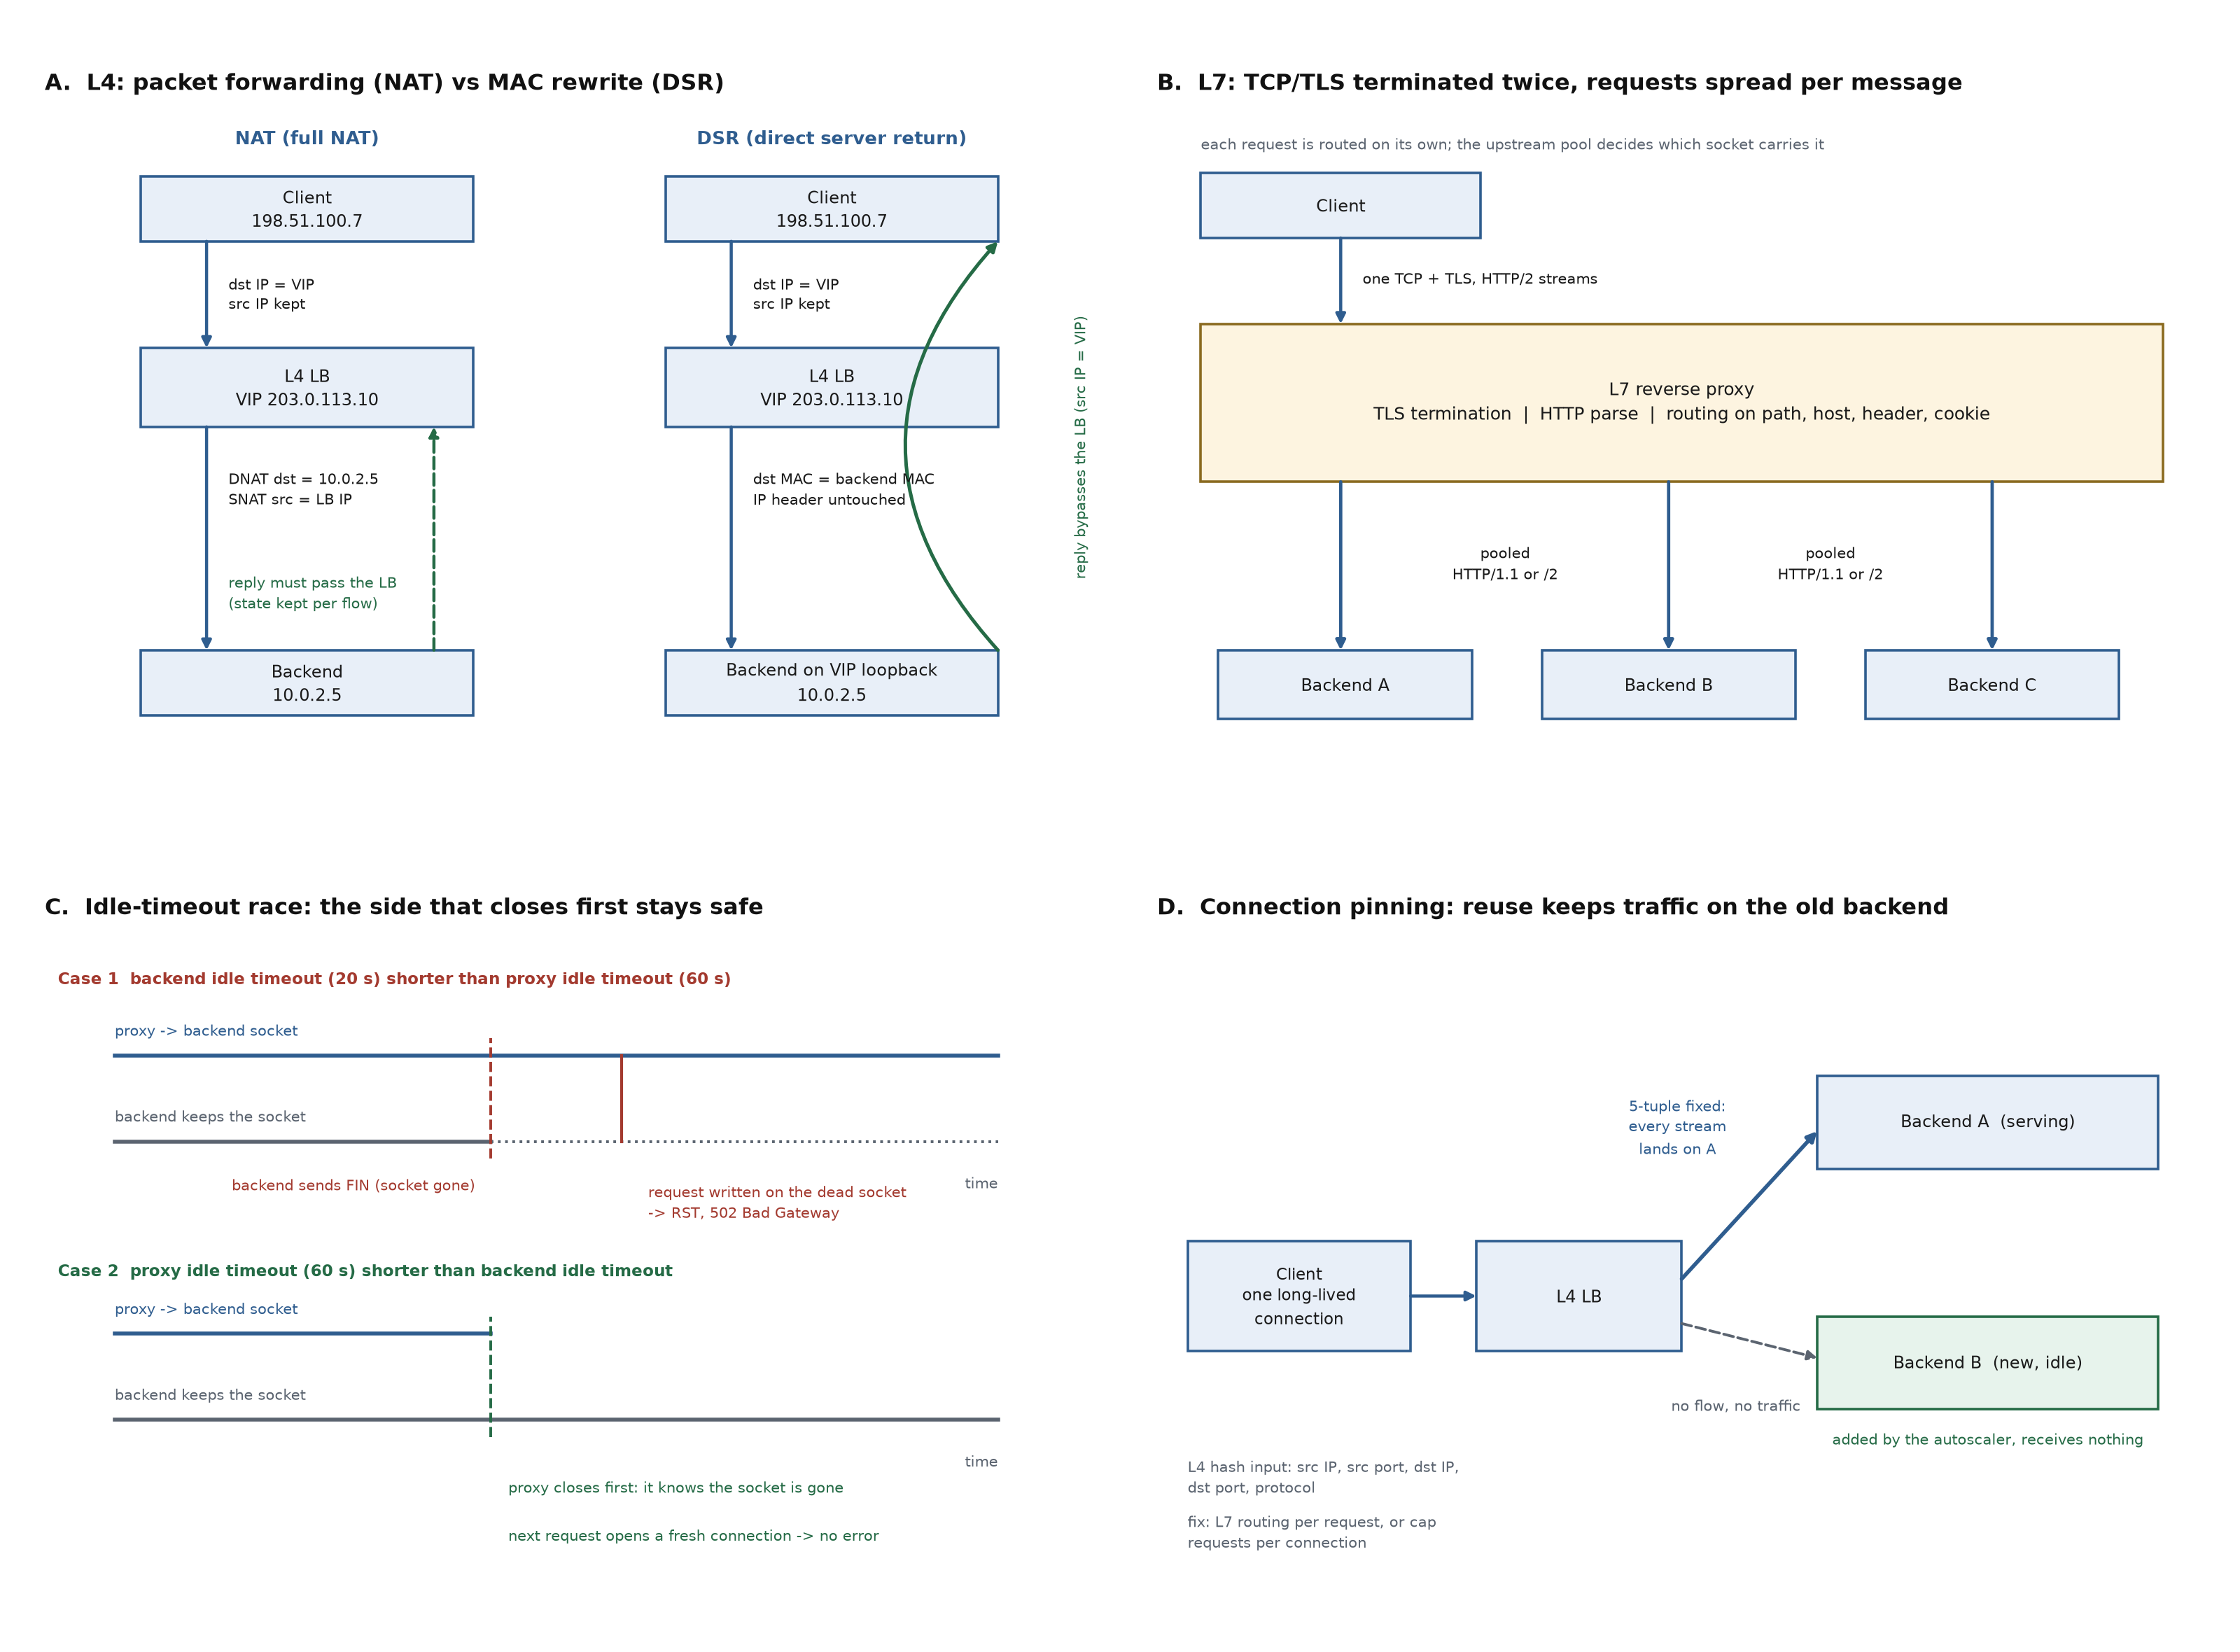 A.  L4: packet forwarding (NAT) vs MAC rewrite (DSR)
NAT (full NAT)
Client
198.51.100.7
dst IP = VIP
src IP kept
L4 LB
VIP 203.0.113.10
DNAT dst = 10.0.2.5
SNAT src = LB IP
reply must pass the LB
(state kept per flow)
Backend
10.0.2.5
DSR (direct server return)
Client
198.51.100.7
dst IP = VIP
src IP kept
L4 LB
VIP 203.0.113.10
dst MAC = backend MAC
IP header untouched
Backend on VIP loopback
10.0.2.5
reply bypasses the LB (src IP = VIP)
B.  L7: TCP/TLS terminated twice, requests spread per message
each request is routed on its own; the upstream pool decides which socket carries it
Client
one TCP + TLS, HTTP/2 streams
L7 reverse proxy
TLS termination  |  HTTP parse  |  routing on path, host, header, cookie
pooled
HTTP/1.1 or /2
pooled
HTTP/1.1 or /2
Backend A
Backend B
Backend C
C.  Idle-timeout race: the side that closes first stays safe
Case 1  backend idle timeout (20 s) shorter than proxy idle timeout (60 s)
proxy -> backend socket
backend keeps the socket
backend sends FIN (socket gone)
request written on the dead socket
-> RST, 502 Bad Gateway
time
Case 2  proxy idle timeout (60 s) shorter than backend idle timeout
proxy -> backend socket
backend keeps the socket
time
proxy closes first: it knows the socket is gone
next request opens a fresh connection -> no error
D.  Connection pinning: reuse keeps traffic on the old backend
5-tuple fixed:
every stream
lands on A
Backend A  (serving)
Client
one long-lived
connection
L4 LB
Backend B  (new, idle)
no flow, no traffic
added by the autoscaler, receives nothing
L4 hash input: src IP, src port, dst IP,
dst port, protocol
fix: L7 routing per request, or cap
requests per connection